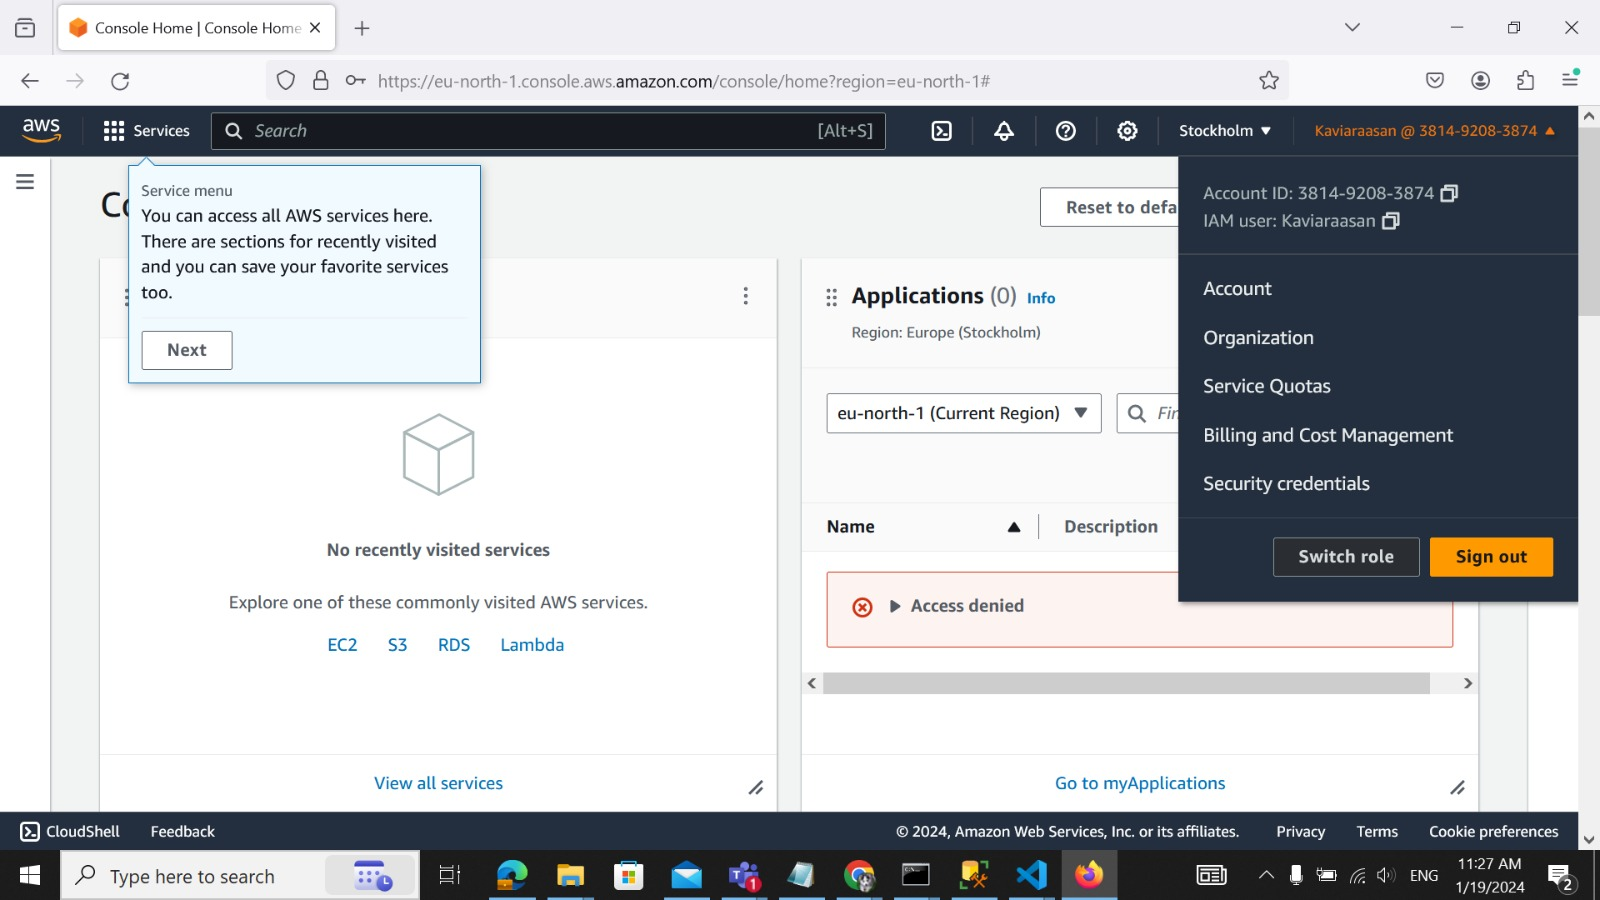 Console Home | Console Home
https://eu-north-1.console.aws.amazon.com/console/home?region=eu-north-1#
aws
Services
Search
[Alt+S]
Stockholm
Kaviaraasan @ 3814-9208-3874
Account ID: 3814-9208-3874
IAM user: Kaviaraasan
Account
Organization
Service Quotas
Billing and Cost Management
Security credentials
Switch role
Sign out
Service menu
You can access all AWS services here.
There are sections for recently visited
and you can save your favorite services
too.
Next
Reset to defa
No recently visited services
Explore one of these commonly visited AWS services.
EC2 S3 RDS Lambda
View all services
Applications (0) Info
Region: Europe (Stockholm)
eu-north-1 (Current Region)
Name
Description
Access denied
Go to myApplications
CloudShell
Feedback
© 2024, Amazon Web Services, Inc. or its affiliates.
Privacy
Terms
Cookie preferences
Type here to search
1
ENG
11:27 AM
1/19/2024
2